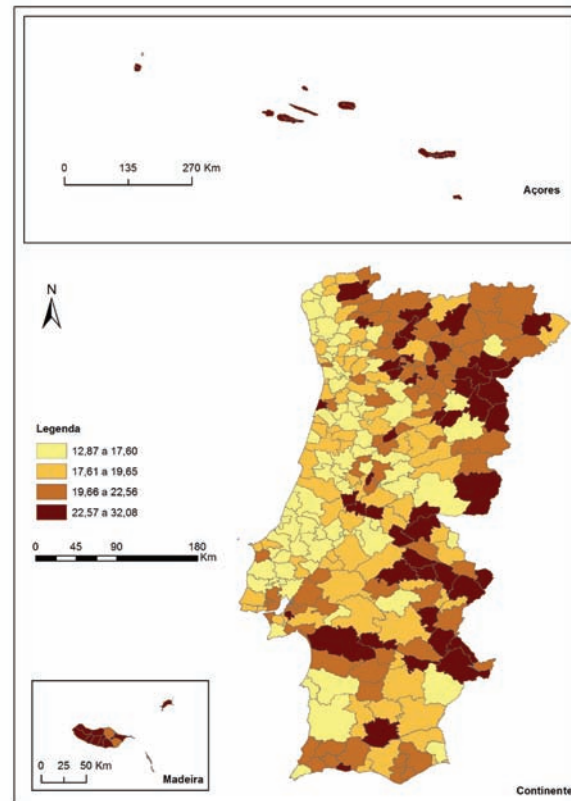 0 135 270 Km
Açores
N
Legenda
12,87 a 17,60
17,61 a 19,65
19,66 a 22,56
22,57 a 32,08
0 45 90 180
Km
0 25 50 Km
Madeira
Continente